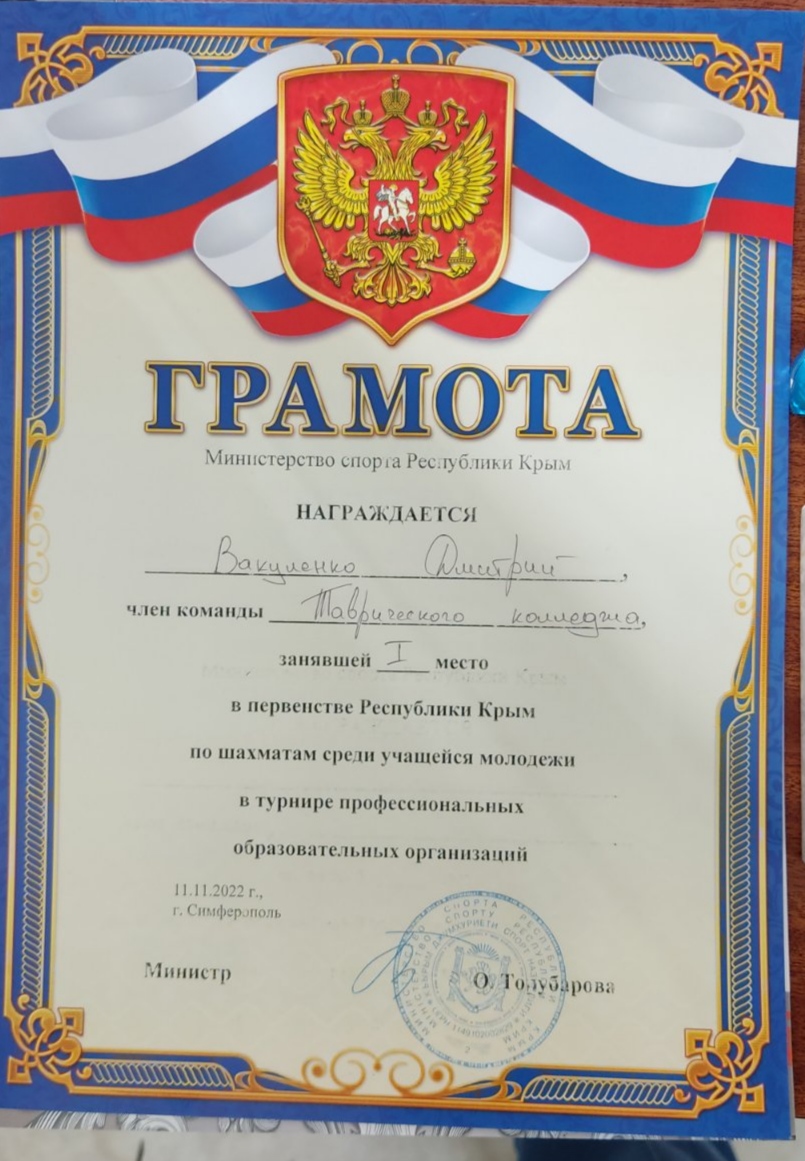 ГРАМОТА
Министерство спорта Республики Крым
НАГРАЖДАЕТСЯ
Вакуленко Дмитрий,
член команды Таврического колледжа,
занявшей I место
в первенстве Республики Крым
по шахматам среди учащейся молодежи
в турнире профессиональных
образовательных организаций
11.11.2022 г.,
г. Симферополь
Министр О. Торубарова